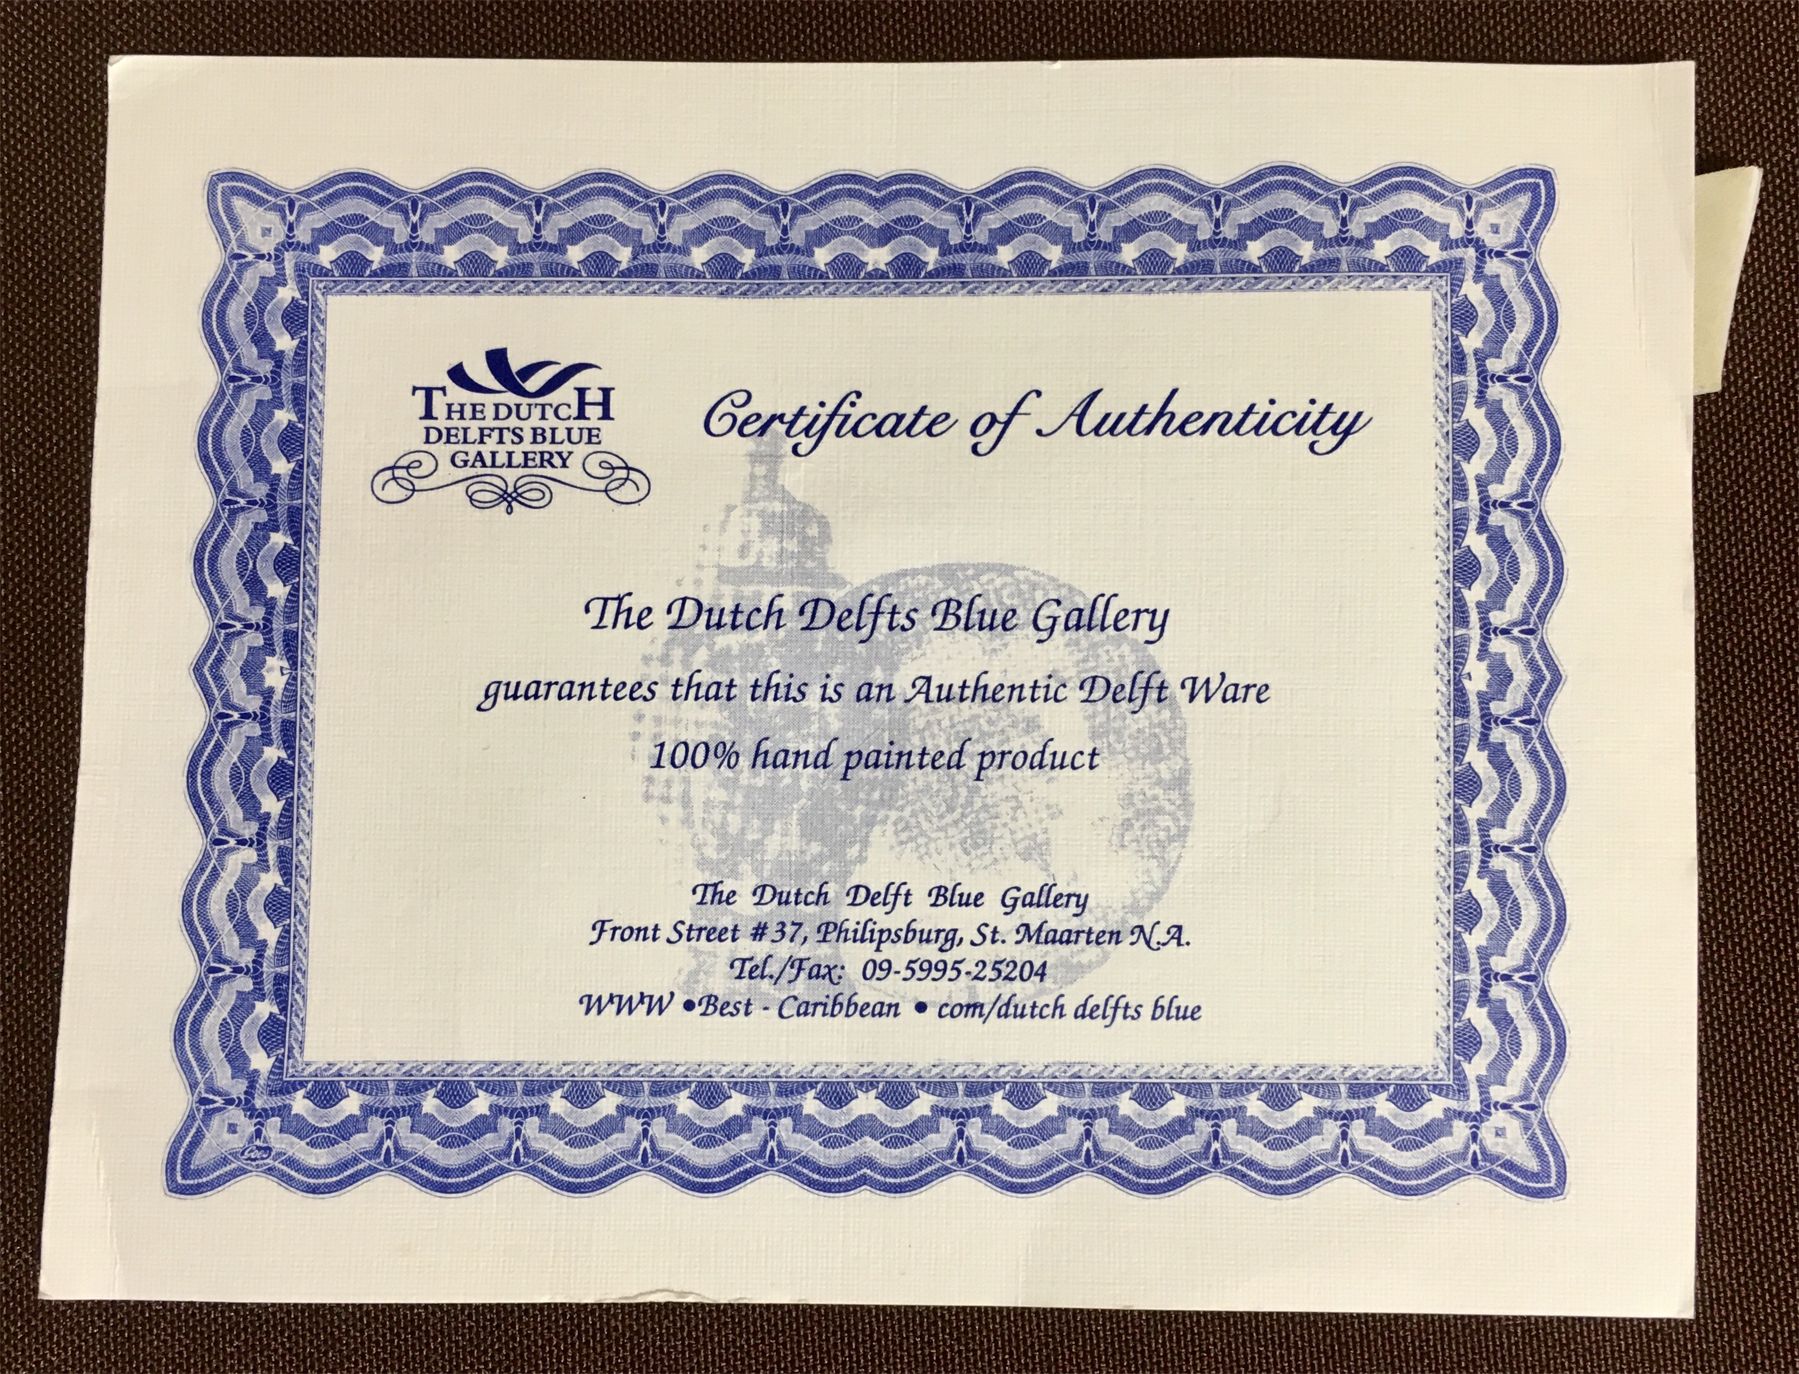 THE DUTCH
DELFTS BLUE
GALLERY
Certificate of Authenticity
The Dutch Delfts Blue Gallery
guarantees that this is an Authentic Delft Ware
100% hand painted product
The Dutch Delft Blue Gallery
Front Street #37, Philipsburg, St. Maarten N.A.
Tel./Fax: 09-5995-25204
WWW •Best - Caribbean • com/dutch delfts blue